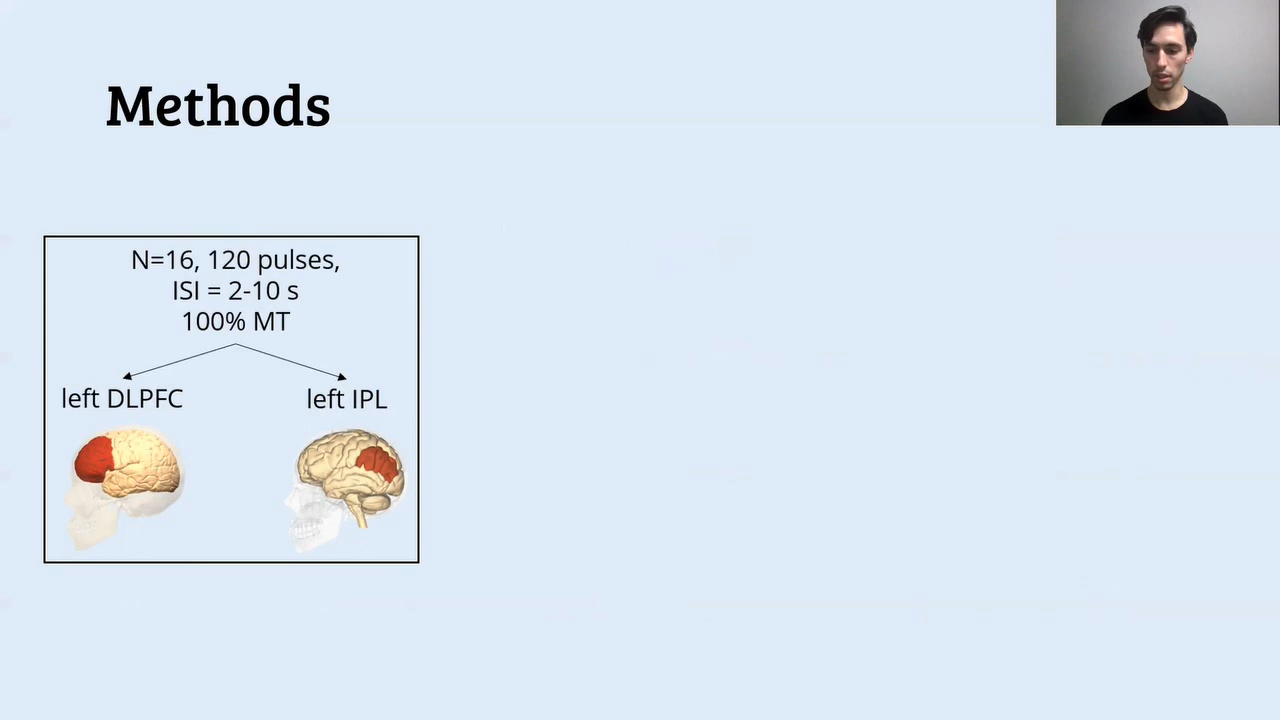 Methods
N=16, 120 pulses,
ISI = 2-10 s
100% MT
left DLPFC
left IPL